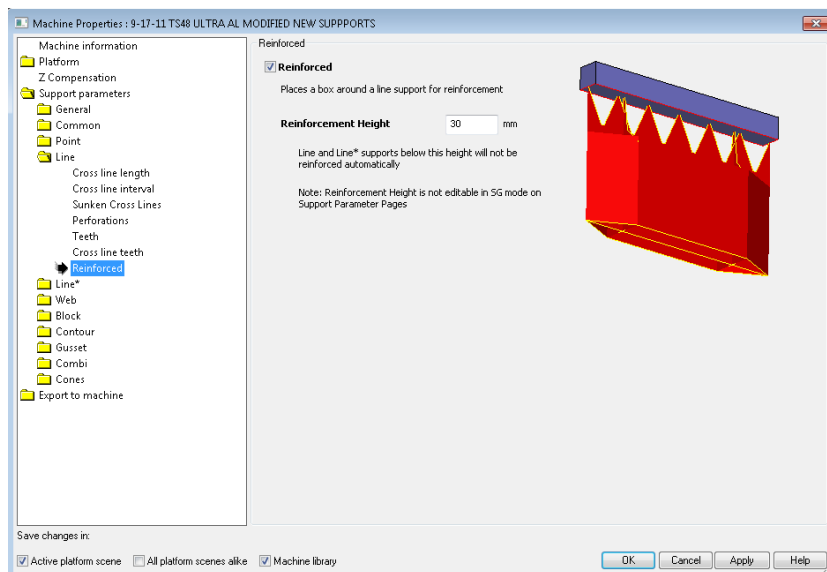 Machine Properties : 9-17-11 TS48 ULTRA AL MODIFIED NEW SUPPPORTS
Machine information
Platform
Z Compensation
Support parameters
General
Common
Point
Line
Cross line length
Cross line interval
Sunken Cross Lines
Perforations
Teeth
Cross line teeth
Reinforced
Line*
Web
Block
Contour
Gusset
Combi
Cones
Export to machine
Reinforced
Reinforced
Places a box around a line support for reinforcement
Reinforcement Height 30 mm
Line and Line* supports below this height will not be
reinforced automatically
Note: Reinforcement Height is not editable in SG mode on
Support Parameter Pages
Save changes in:
Active platform scene All platform scenes alike Machine library
OK Cancel Apply Help